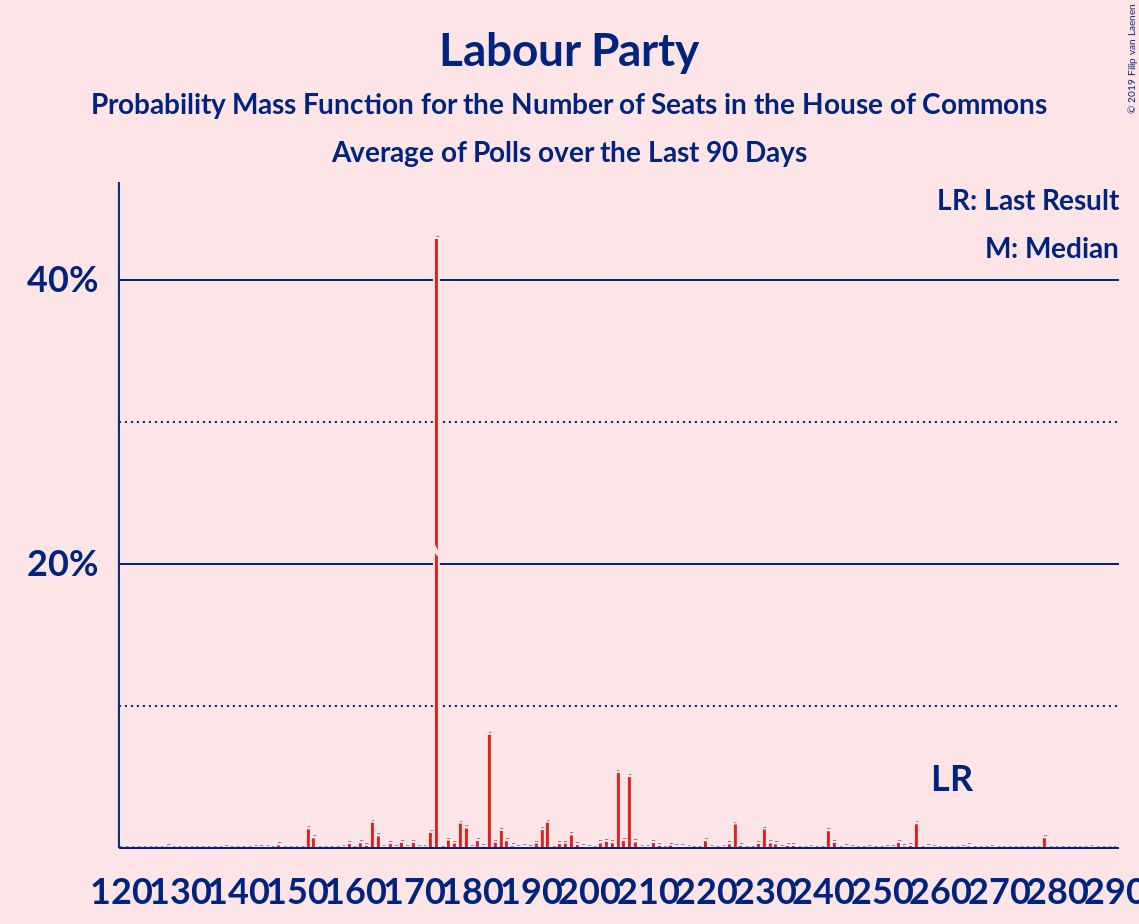 Labour Party
Probability Mass Function for the Number of Seats in the House of Commons
Average of Polls over the Last 90 Days
© 2019 Filip van Laenen
LR: Last Result
M: Median
40%
20%
LR
120 130 140 150 160 170 180 190 200 210 220 230 240 250 260 270 280 290